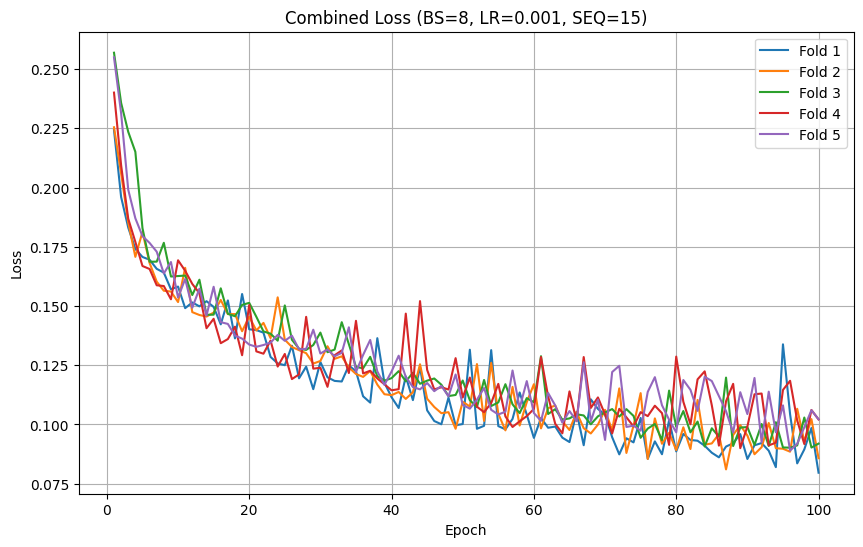 Combined Loss (BS=8, LR=0.001, SEQ=15)
Fold 1
Fold 2
Fold 3
Fold 4
Fold 5
Loss
0.250
0.225
0.200
0.175
0.150
0.125
0.100
0.075
0 20 40 60 80 100
Epoch